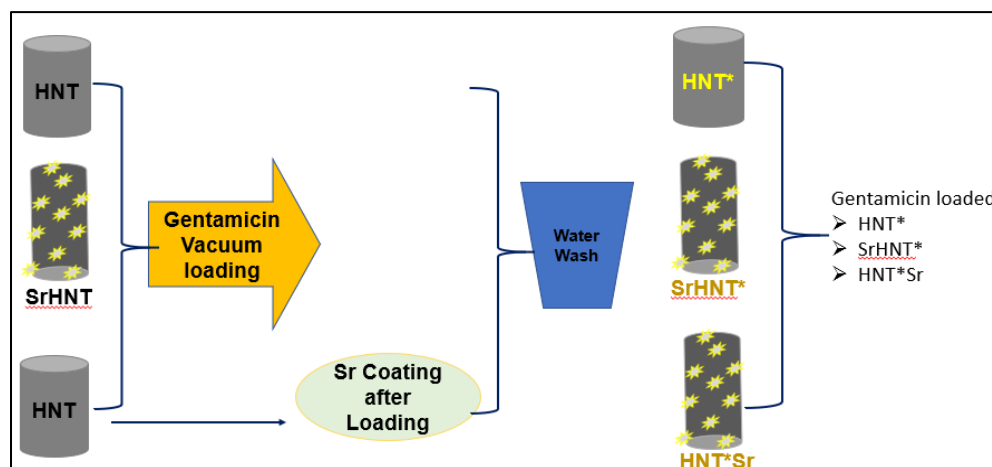 HNT
SrHNT
HNT
Gentamicin
Vacuum
loading
Sr Coating
after
Loading
Water
Wash
HNT*
SrHNT*
HNT*Sr
Gentamicin loaded
➢ HNT*
➢ SrHNT*
➢ HNT*Sr